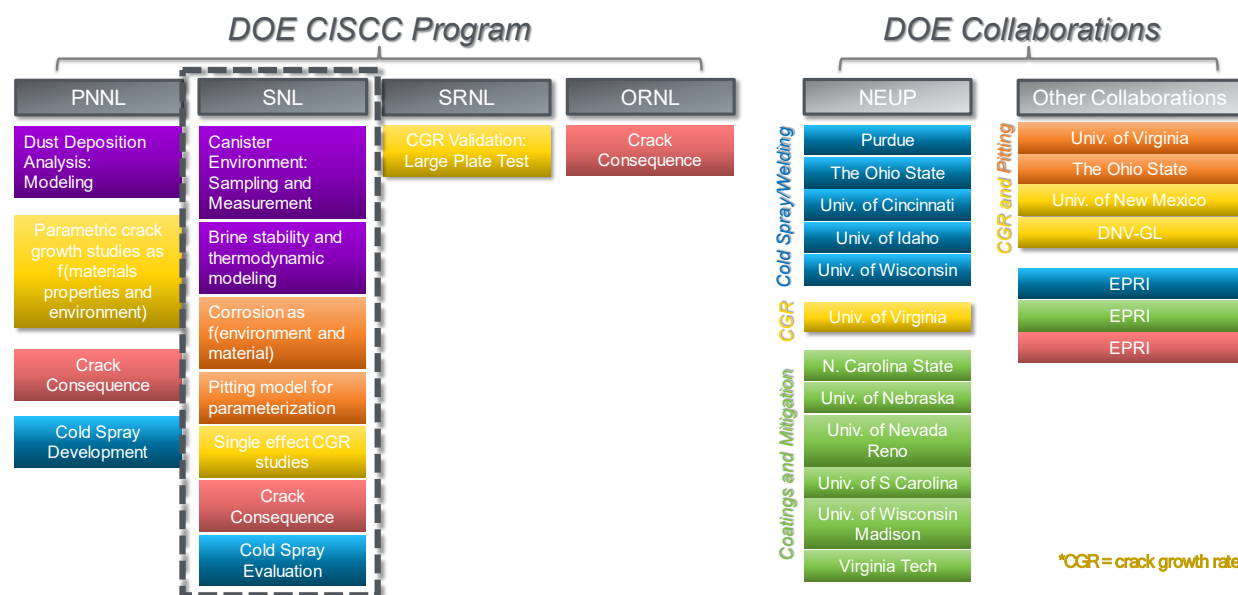 DOE CISCC Program
PNNL
Dust Deposition
Analysis:
Modeling
Parametric crack
growth studies as
f(materials
properties and
environment)
Crack
Consequence
Cold Spray
Development
SNL
Canister
Environment:
Sampling and
Measurement
Brine stability and
thermodynamic
modeling
Corrosion as
f(environment and
material)
Pitting model for
parameterization
Single effect CGR
studies
Crack
Consequence
Cold Spray
Evaluation
SRNL
CGR Validation:
Large Plate Test
ORNL
Crack
Consequence
DOE Collaborations
NEUP
Cold Spray/Welding
Purdue
The Ohio State
Univ. of Cincinnati
Univ. of Idaho
Univ. of Wisconsin
CGR
Univ. of Virginia
Coatings and Mitigation
N. Carolina State
Univ. of Nebraska
Univ. of Nevada
Reno
Univ. of S Carolina
Univ. of Wisconsin
Madison
Virginia Tech
Other Collaborations
CGR and Pitting
Univ. of Virginia
The Ohio State
Univ. of New Mexico
DNV-GL
EPRI
EPRI
EPRI
*CGR = crack growth rate